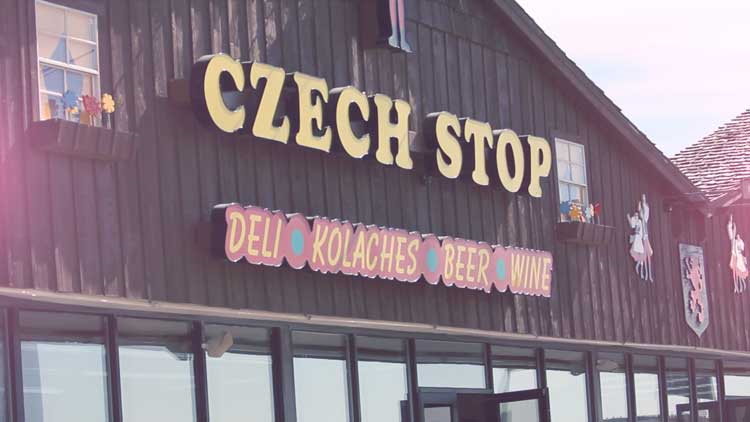 CZECH STOP
DELI KOLACHES BEER WINE